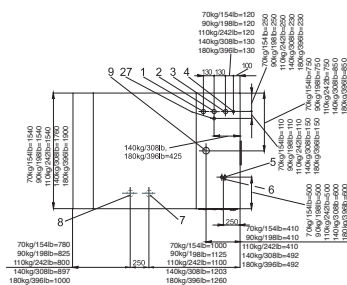 70kg/154lb=120
90kg/198lb=120
110kg/242lb=120
140kg/308lb=130
180kg/396lb=130
130 130
100
9 27 1 2 3 4
70kg/154lb=250
90kg/198lb=250
110kg/242lb=250
140kg/308lb=230
180kg/396lb=230
70kg/154lb=750
90kg/198lb=750
110kg/242lb=750
140kg/308lb=850
180kg/396lb=850
70kg/154lb=1540
90kg/198lb=1540
110kg/242lb=1540
140kg/308lb=1760
180kg/396lb=1900
140kg/308lb,
180kg/396lb=425
70kg/154lb=110
90kg/198lb=110
110kg/242lb=110
140kg/308lb=150
180kg/396lb=150
5
6
70kg/154lb=500
90kg/198lb=500
110kg/242lb=500
140kg/308lb=600
180kg/396lb=600
8
7
250
250
70kg/154lb=780
90kg/198lb=825
110kg/242lb=800
140kg/308lb=897
180kg/396lb=1000
70kg/154lb=1000
90kg/198lb=1125
110kg/242lb=1100
140kg/308lb=1203
180kg/396lb=1260
70kg/154lb=410
90kg/198lb=410
110kg/242lb=410
140kg/308lb=492
180kg/396lb=492